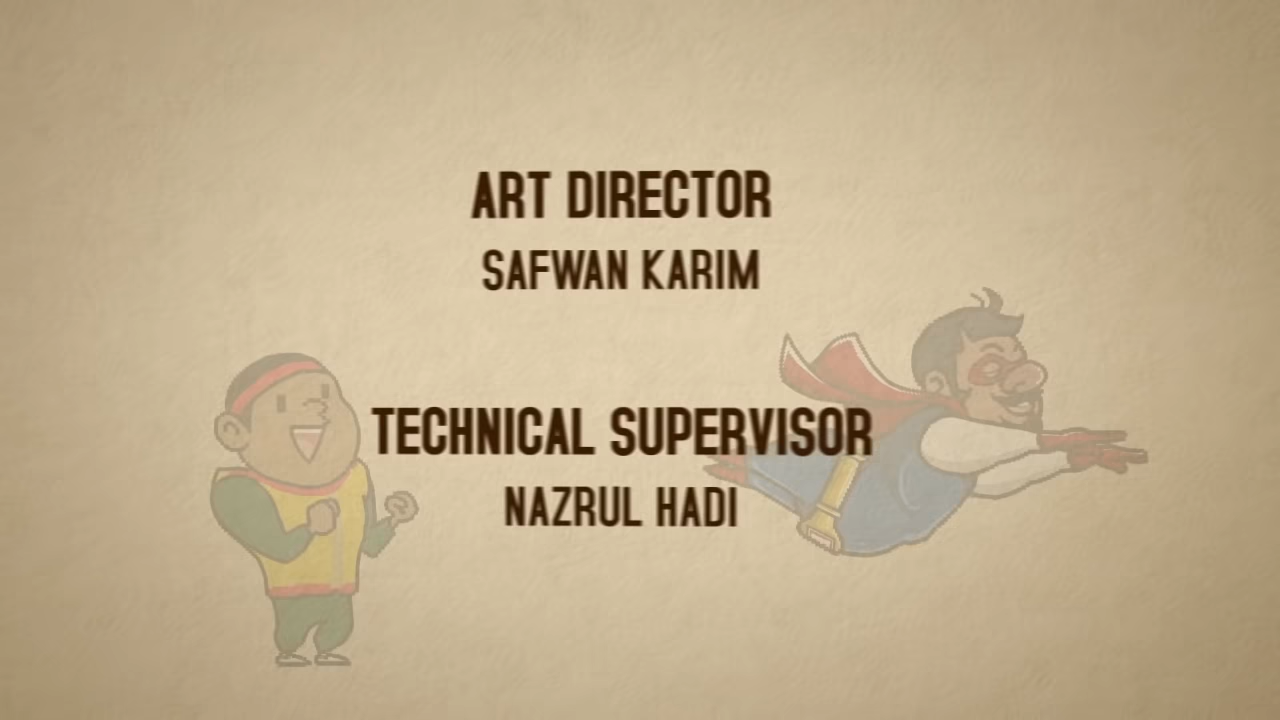 ART DIRECTOR
SAFWAN KARIM
TECHNICAL SUPERVISOR
NAZRUL HADI